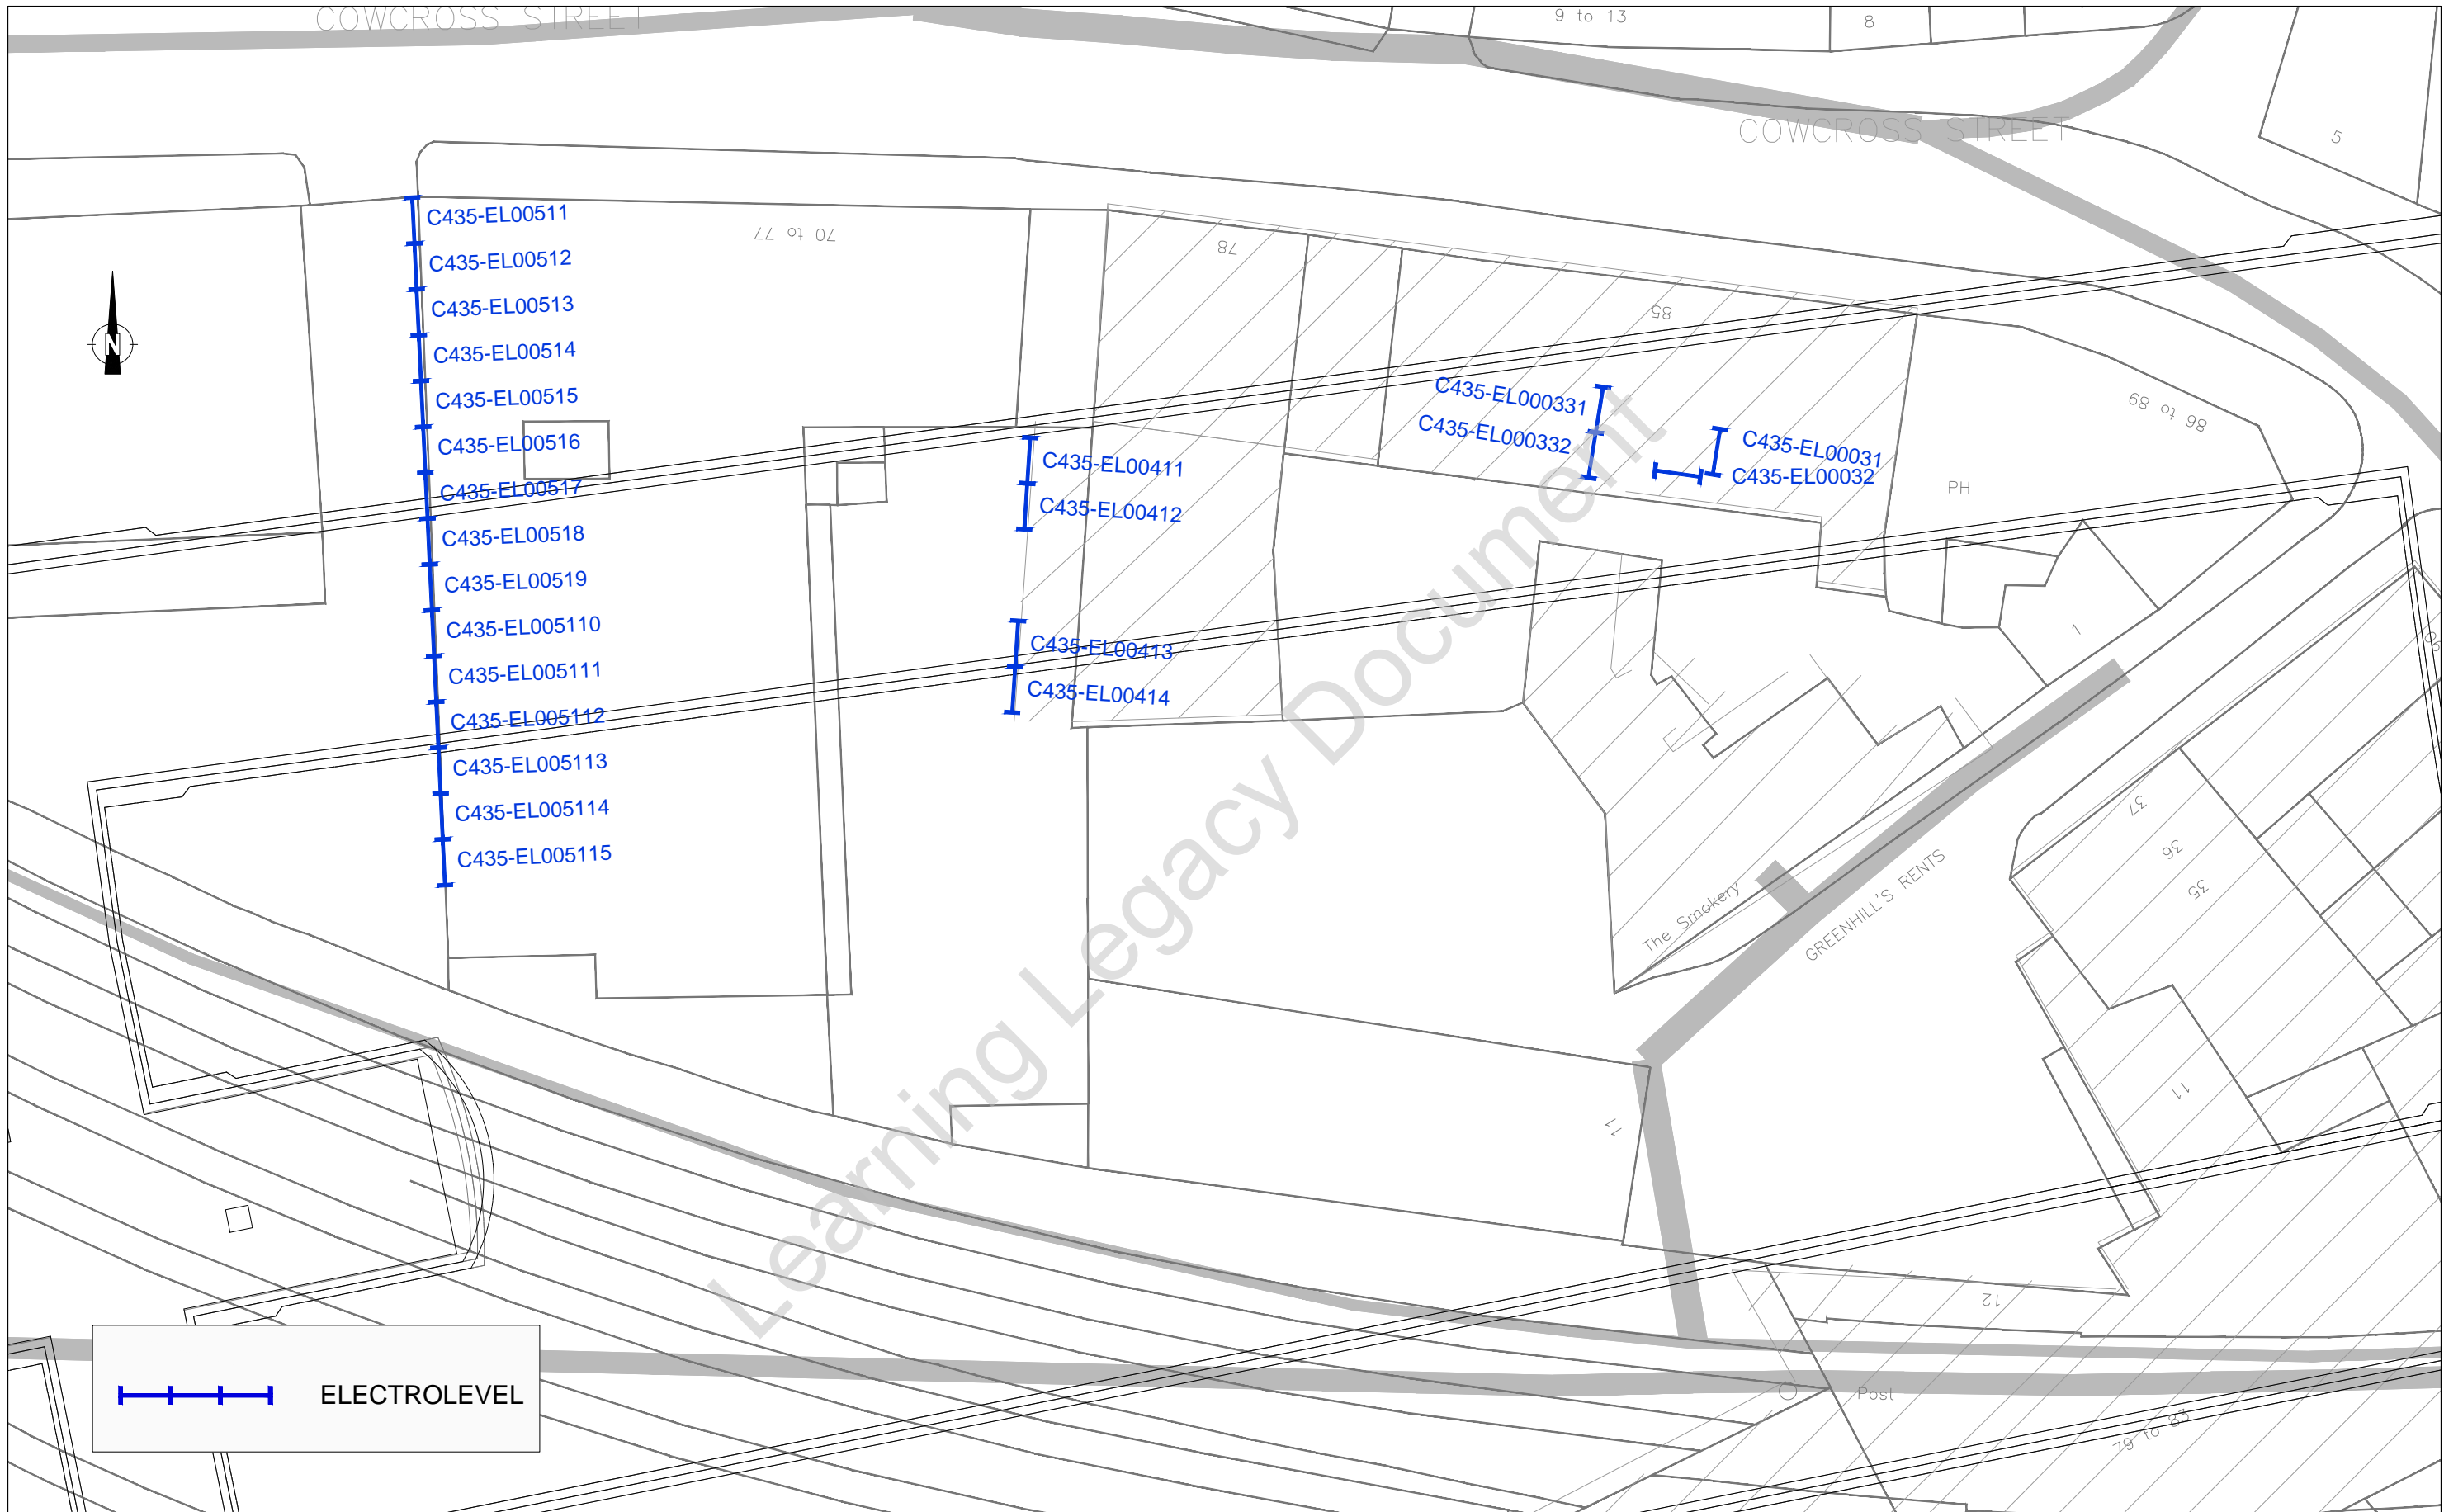 COWCROSS STREET
9 to 13
8
COWCROSS STREET
5
C435-EL00511
C435-EL00512
C435-EL00513
C435-EL00514
C435-EL00515
C435-EL00516
C435-EL00517
C435-EL00518
C435-EL00519
C435-EL005110
C435-EL005111
C435-EL005112
C435-EL005113
C435-EL005114
C435-EL005115
70 to 77
78
85
86 to 89
N
C435-EL00411
C435-EL00412
C435-EL00413
C435-EL00414
C435-EL000331
C435-EL000332
C435-EL00031
C435-EL00032
PH
1
37
36
35
The Smokery
GREENHILL'S RENTS
11
11
12
Post
79 to 83
Learning Legacy Document
ELECTROLEVEL